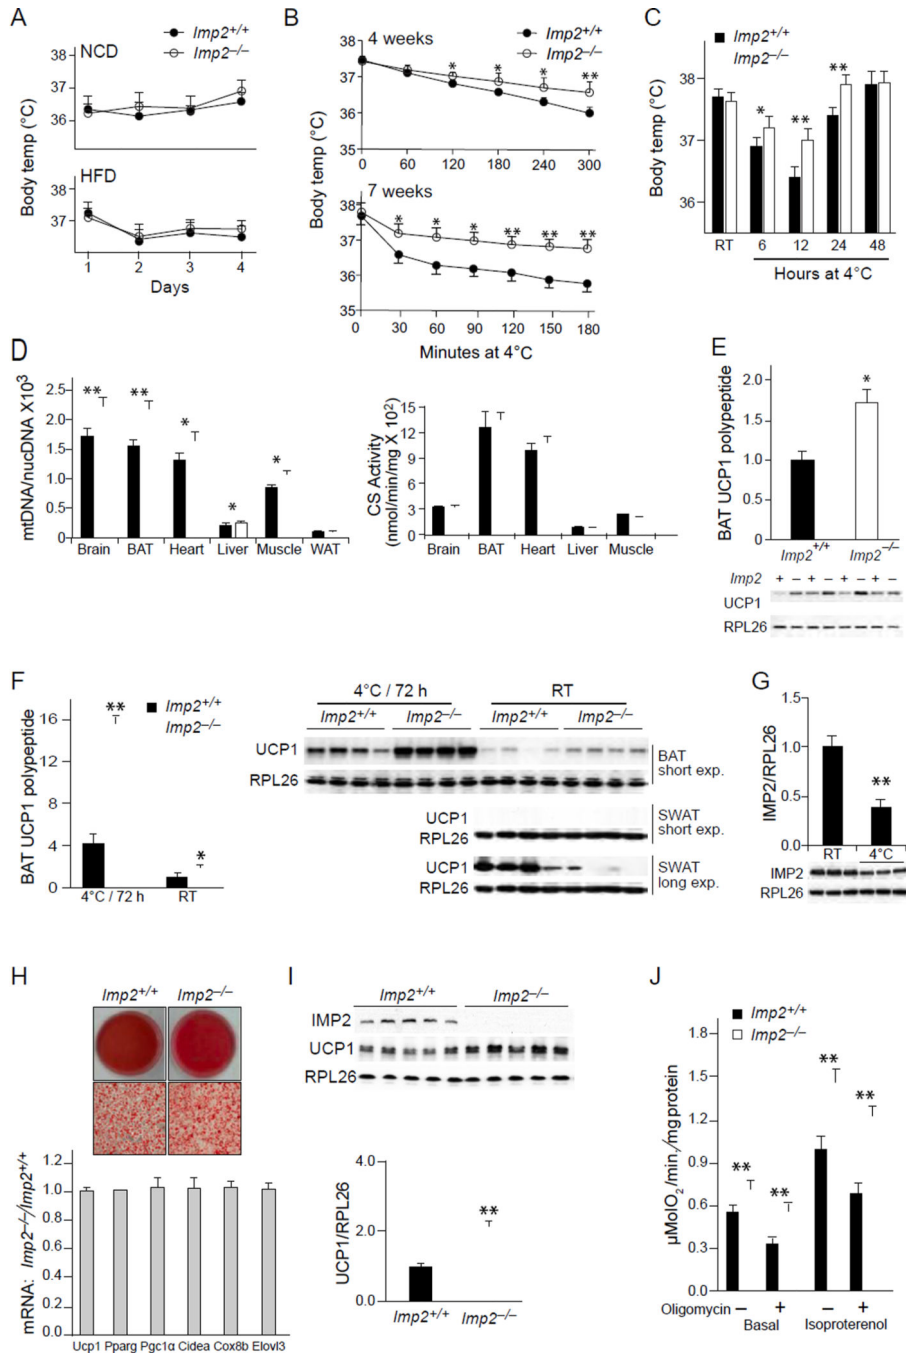 A
Imp2+/+
Imp2–/–
NCD
38
37
36
Body temp (°C)
HFD
38
37
1 2 3 4
Days
B
Imp2+/+
Imp2–/–
4 weeks
38
37
36
35
* * * **
0 60 120 180 240 300
Body temp (°C)
7 weeks
38
37
36
35
* * * ** ** **
0 30 60 90 120 150 180
Minutes at 4°C
C
Imp2+/+
Imp2–/–
38
37
36
Body temp (°C)
* ** **
RT 6 12 24 48
Hours at 4°C
D
mtDNA/nucDNA X10³
2.5
2.0
1.5
1.0
0.5
0
** ** * * *
Brain BAT Heart Liver Muscle WAT
CS Activity
(nmol/min/mg X 10²)
15
12
9
6
3
0
Brain BAT Heart Liver Muscle
E
BAT UCP1 polypeptide
2.0
1.5
1.0
0.5
0
*
Imp2+/+ Imp2–/–
Imp2 + – + – + – + –
UCP1
RPL26
F
BAT UCP1 polypeptide
16
12
8
4
0
** *
Imp2+/+
Imp2–/–
4°C / 72 h RT
4°C / 72 h RT
Imp2+/+ Imp2–/– Imp2+/+ Imp2–/–
UCP1
RPL26
BAT
short exp.
UCP1
RPL26
SWAT
short exp.
UCP1
RPL26
SWAT
long exp.
G
IMP2/RPL26
1.5
1.0
0.5
0.0
**
RT 4°C
IMP2
RPL26
H
Imp2+/+ Imp2–/–
mRNA: Imp2–/–/Imp2+/+
1.2
1.0
0.8
0.6
0.4
0.2
0.0
Ucp1 Pparg Pgc1α Cidea Cox8b Elovl3
I
Imp2+/+ Imp2–/–
IMP2
UCP1
RPL26
UCP1/RPL26
4.0
2.0
0.0
**
Imp2+/+ Imp2–/–
J
Imp2+/+
Imp2–/–
µMolO₂/min/mgprotein
1.8
1.5
1.2
0.9
0.6
0.3
0.0
** ** ** **
Oligomycin – + – +
Basal Isoproterenol